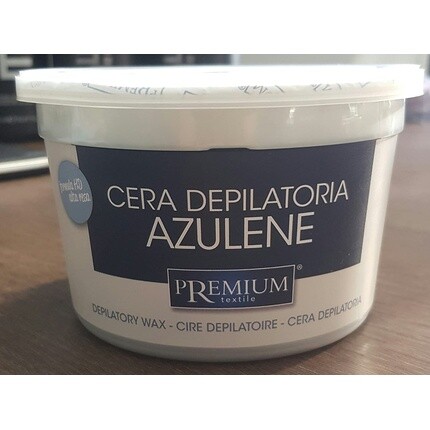 CERA DEPILATORIA
AZULENE
PREMIUM®
textile
DEPILATORY WAX - CIRE DEPILATOIRE - CERA DEPILATORIA